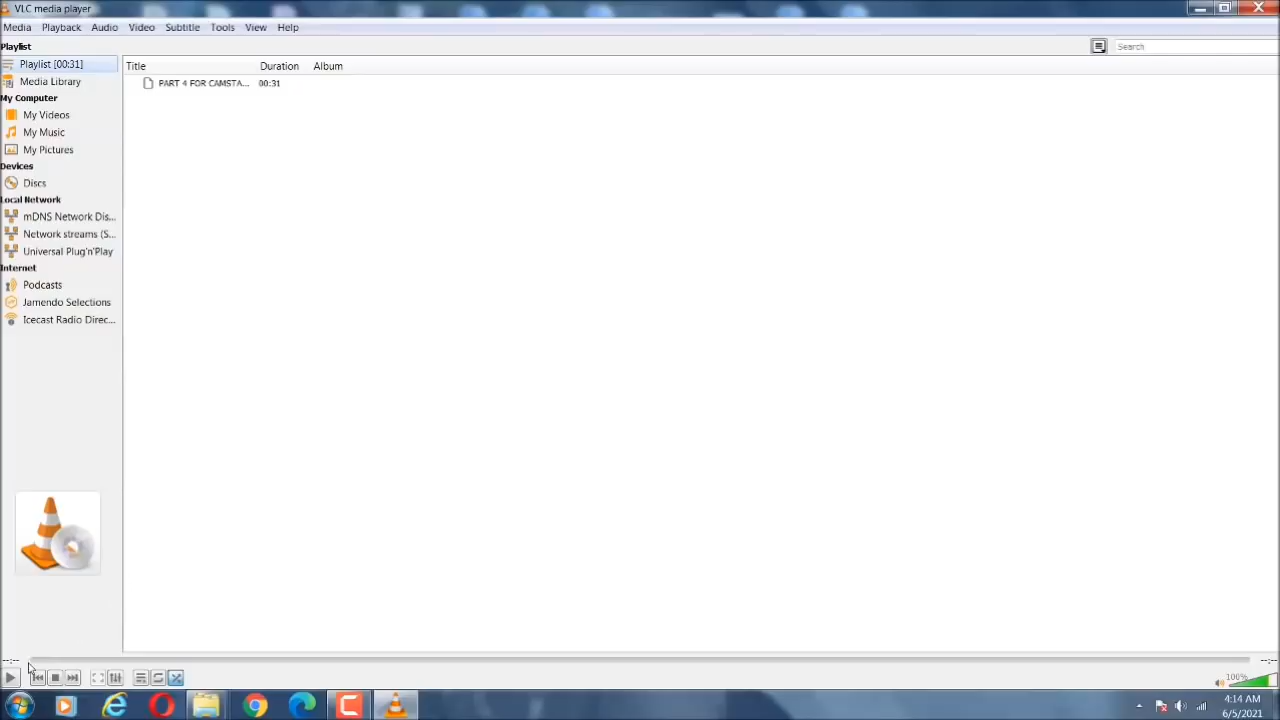 VLC media player
Media Playback Audio Video Subtitle Tools View Help
Playlist
Search
Playlist [00:31]
Media Library
My Computer
My Videos
My Music
My Pictures
Devices
Discs
Local Network
mDNS Network Dis...
Network streams (S...
Universal Plug'n'Play
Internet
Podcasts
Jamendo Selections
Icecast Radio Direc...
Title Duration Album
PART 4 FOR CAMSTA... 00:31
--:--
--:--
100%
4:14 AM
6/5/2021